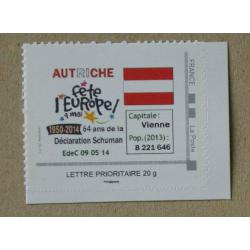 AUTRICHE
fête
l'EUROPE!
9 mai
1950-2014 64 ans de la
Déclaration Schuman
EdeC 09 05 14
Capitale:
Vienne
Pop.(2013):
8 221 646
FRANCE
La Poste
LETTRE PRIORITAIRE 20 g